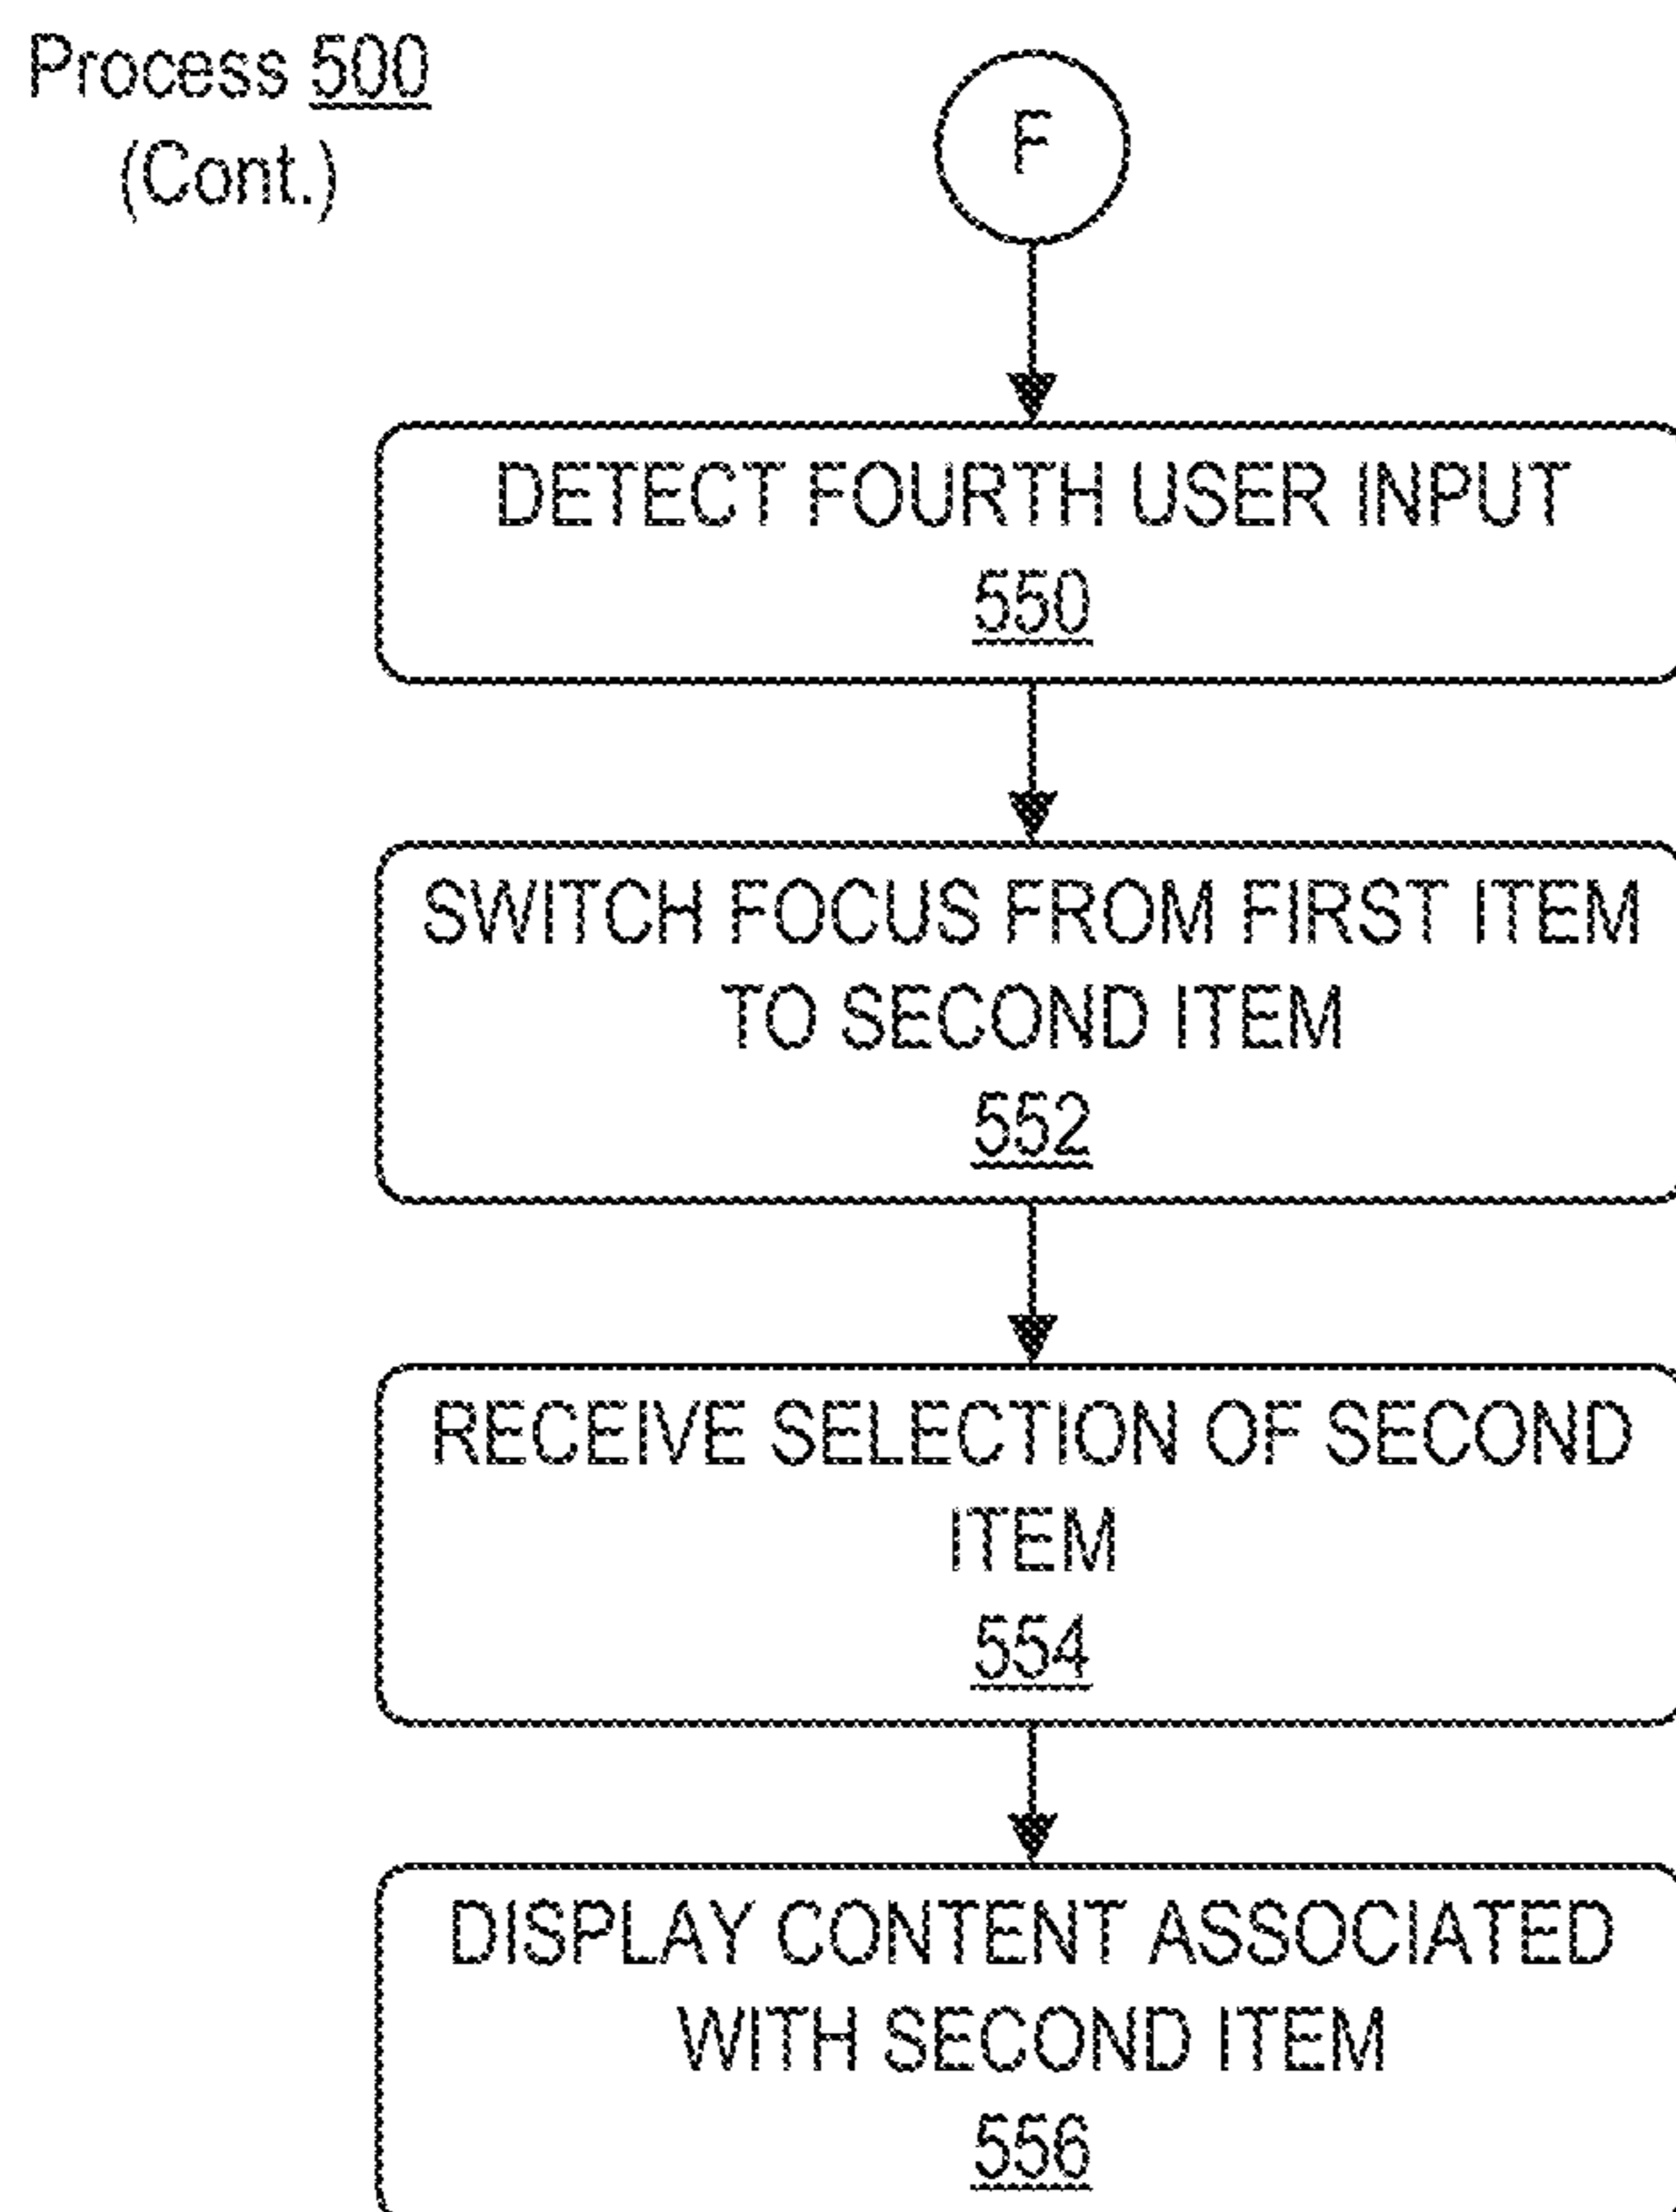 Process 500
(Cont.)
F
DETECT FOURTH USER INPUT
550
SWITCH FOCUS FROM FIRST ITEM
TO SECOND ITEM
552
RECEIVE SELECTION OF SECOND
ITEM
554
DISPLAY CONTENT ASSOCIATED
WITH SECOND ITEM
556